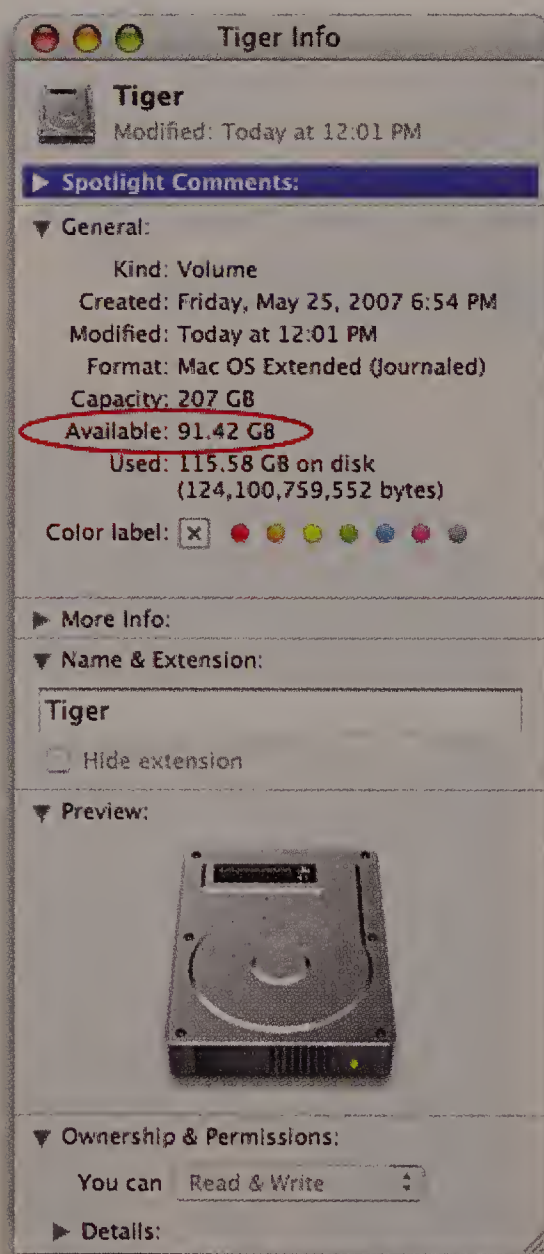 Tiger Info
Tiger
Modified: Today at 12:01 PM
Spotlight Comments:
General:
Kind: Volume
Created: Friday, May 25, 2007 6:54 PM
Modified: Today at 12:01 PM
Format: Mac OS Extended (Journaled)
Capacity: 207 GB
Available: 91.42 GB
Used: 115.58 GB on disk
(124,100,759,552 bytes)
Color label:
More Info:
Name & Extension:
Tiger
Hide extension
Preview:
Ownership & Permissions:
You can Read & Write
Details: